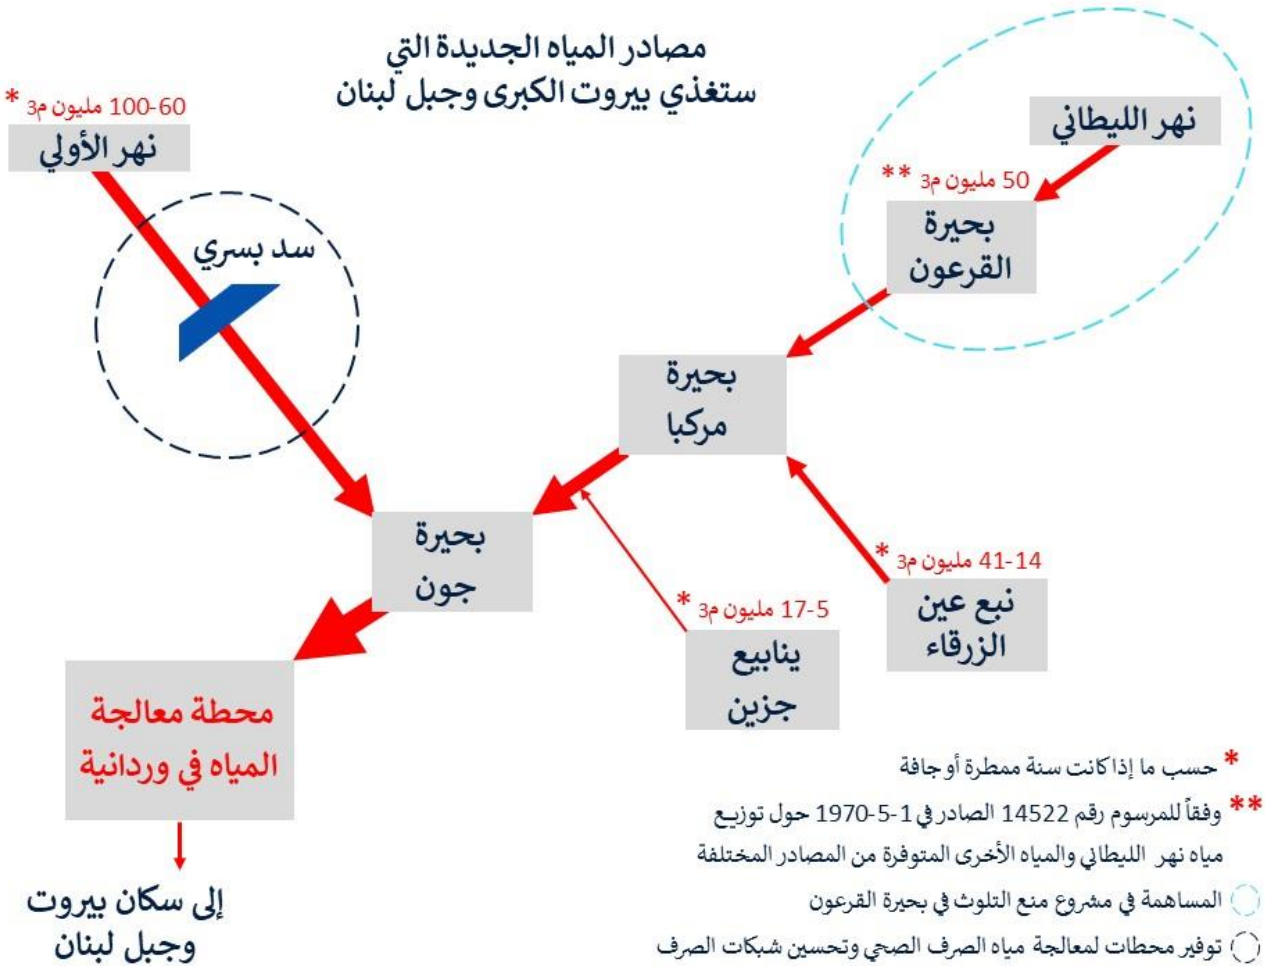 مصادر المياه الجديدة التي
ستغذي بيروت الكبرى وجبل لبنان
نهر الليطاني
50 مليون م3 **
بحيرة
القرعون
60-100 مليون م3 *
نهر الأولي
سد بسري
بحيرة
مركبا
بحيرة
جون
14-41 مليون م3 *
نبع عين
الزرقاء
5-17 مليون م3 *
ينابيع
جزين
محطة معالجة
المياه في وردانية
إلى سكان بيروت
وجبل لبنان
* حسب ما إذا كانت سنة ممطرة أو جافة
** وفقاً للمرسوم رقم 14522 الصادر في 1-5-1970 حول توزيع
مياه نهر الليطاني والمياه الأخرى المتوفرة من المصادر المختلفة
المساهمة في مشروع منع التلوث في بحيرة القرعون
توفير محطات لمعالجة مياه الصرف الصحي وتحسين شبكات الصرف